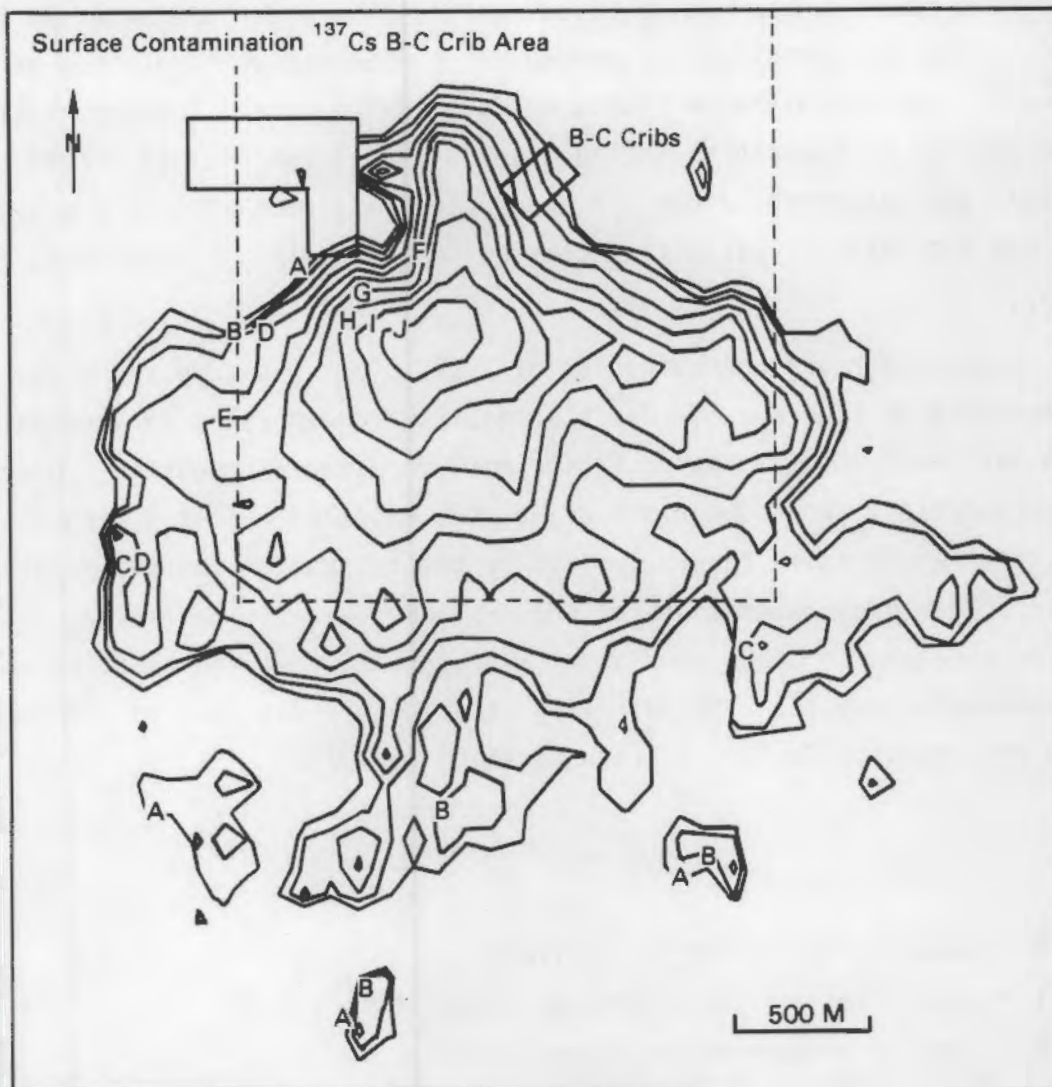 Surface Contamination ¹³⁷Cs B-C Crib Area
N
B-C Cribs
A
F
G
H I J
B D
E
C D
C
A
B
B
A
B
A
500 M